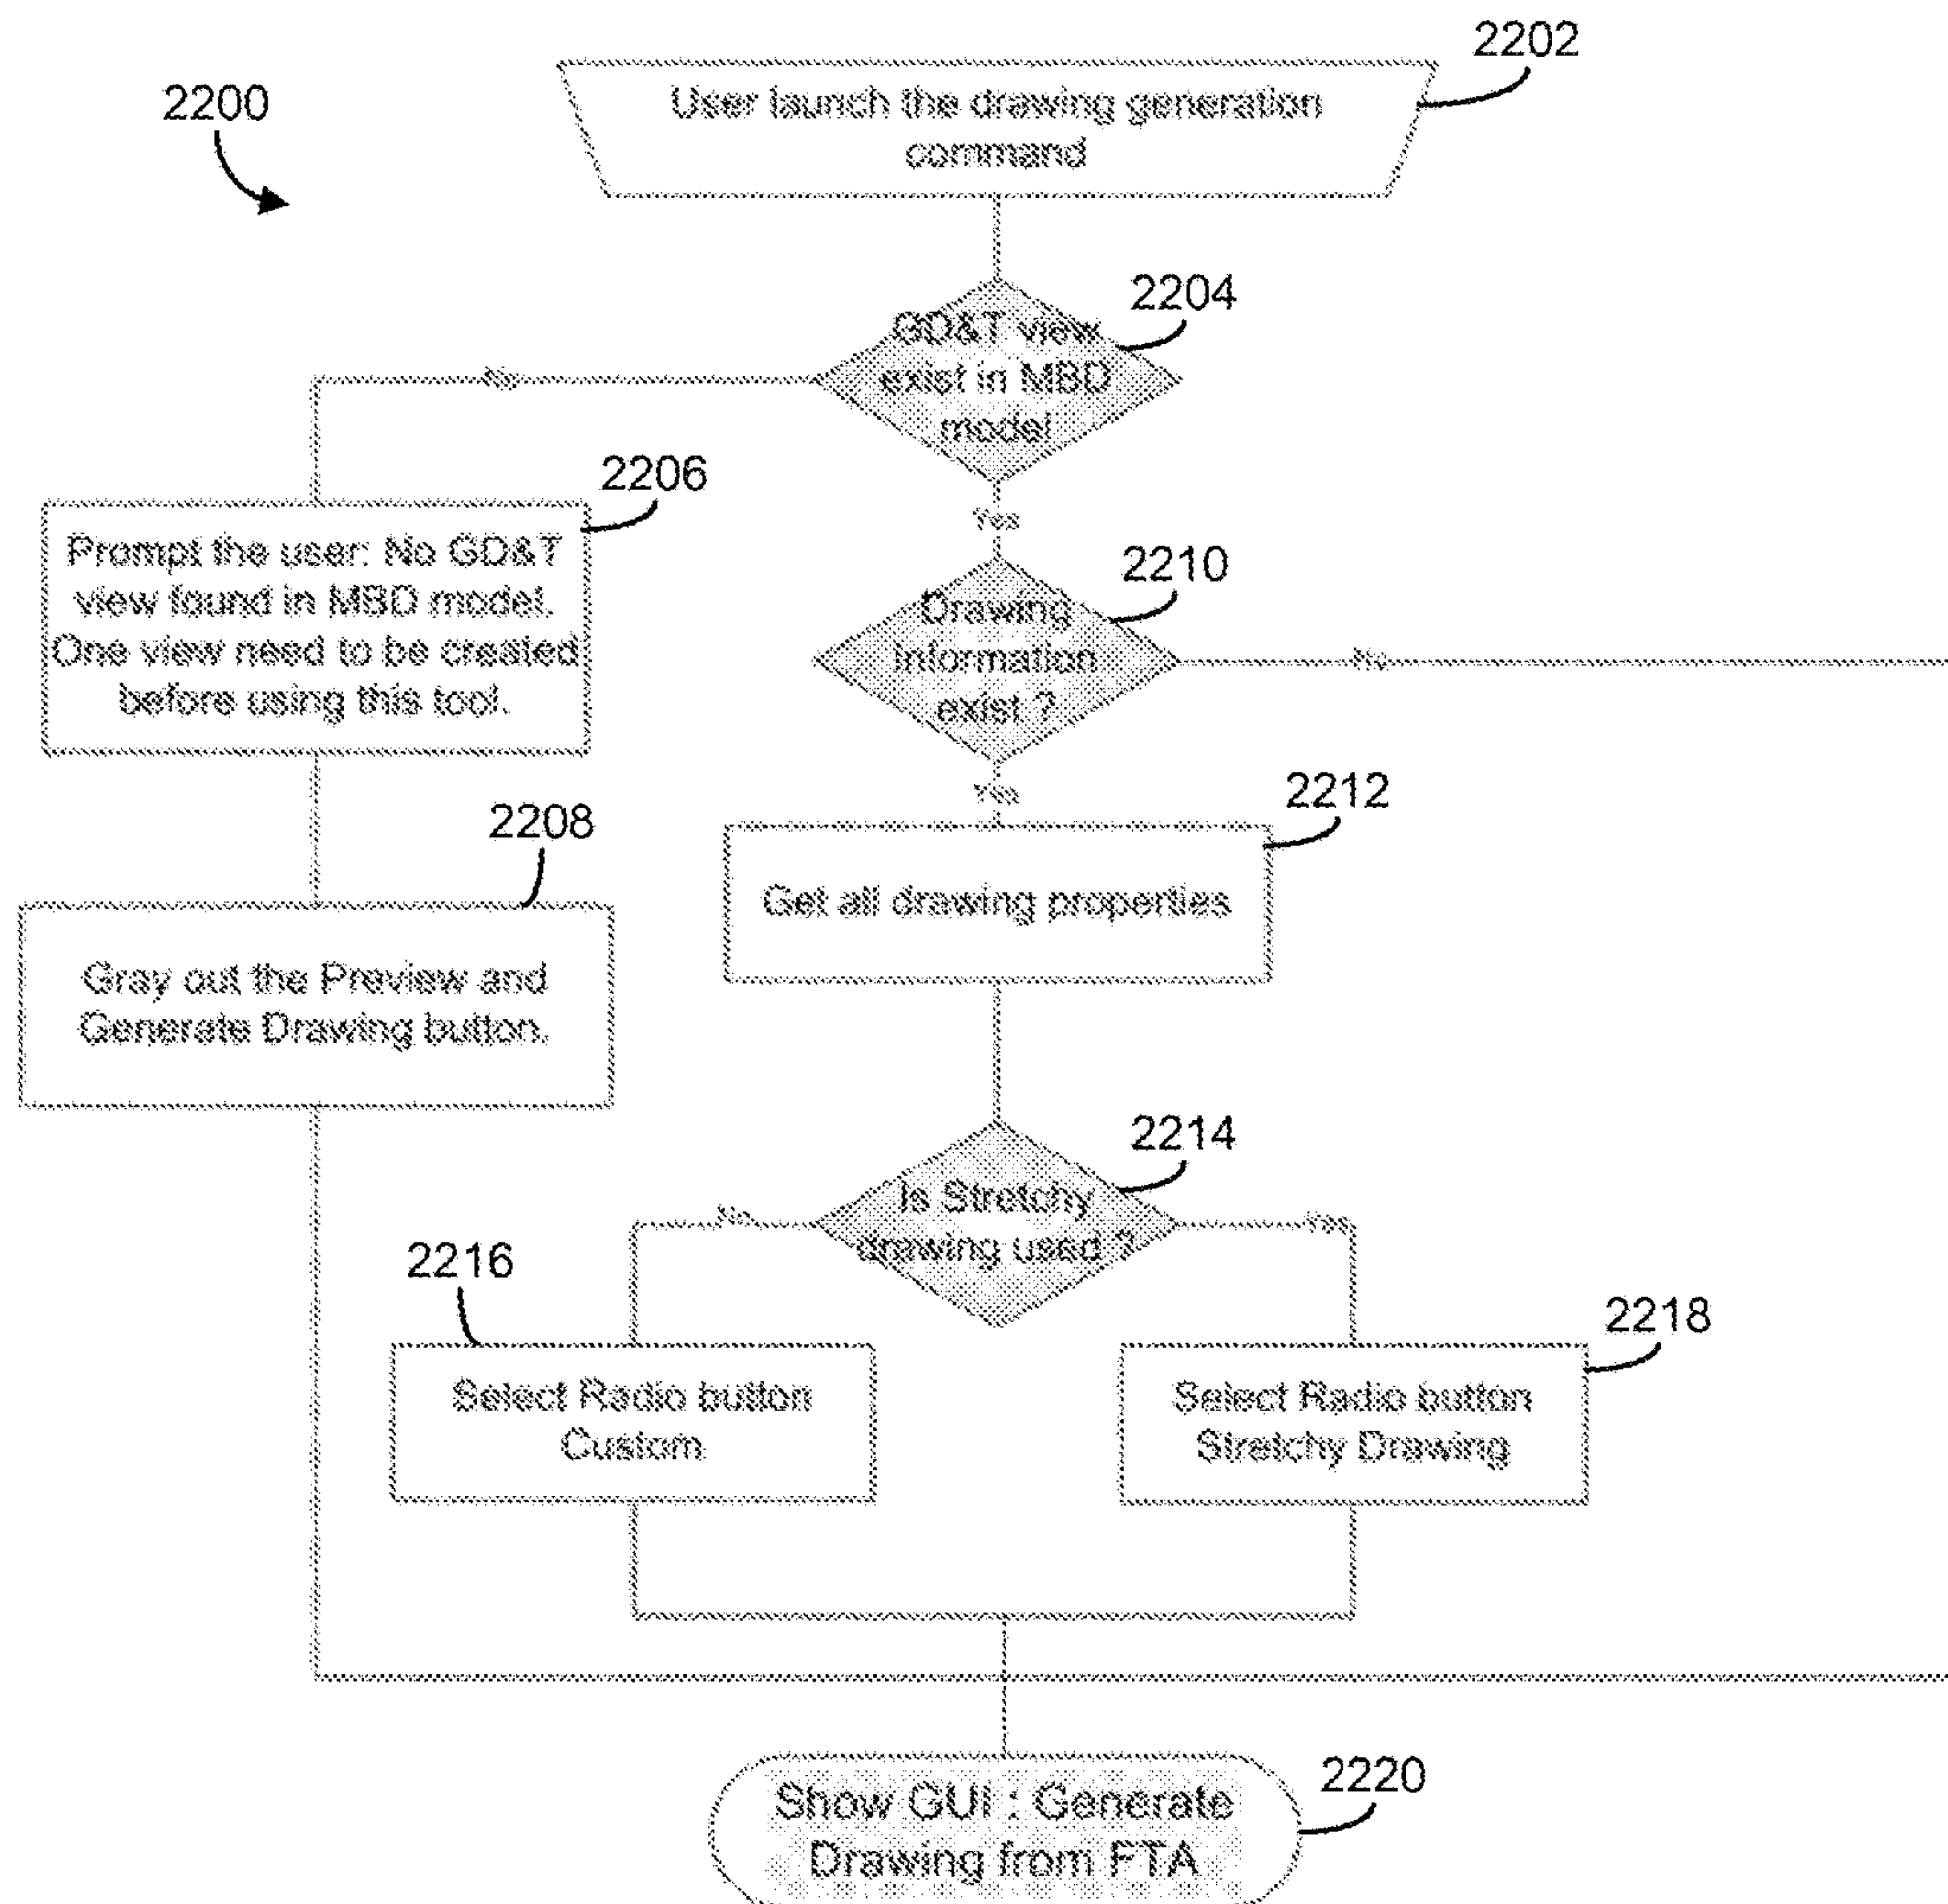 2202
2200
User launch the drawing generation
command
2204
GD&T view
exist in MBD
model
No
2206
Yes
Prompt the user: No GD&T
view found in MBD model.
One view need to be created
before using this tool.
2210
Drawing
Information
exist ?
No
Yes
2212
2208
Get all drawing properties
Gray out the Preview and
Generate Drawing button.
2214
Is Stretchy
drawing used ?
No
Yes
2216
2218
Select Radio button
Custom
Select Radio button
Stretchy Drawing
2220
Show GUI : Generate
Drawing from FTA